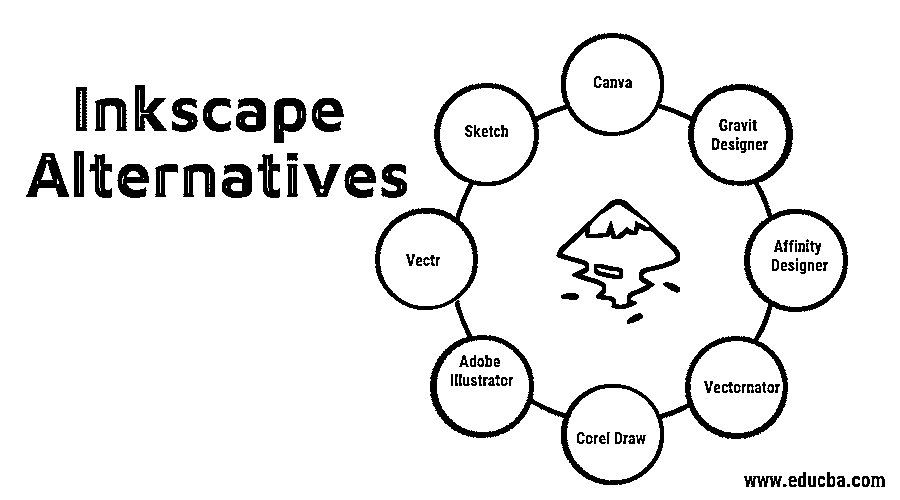 Inkscape
Alternatives
Canva
Gravit
Designer
Affinity
Designer
Vectornator
Corel Draw
Adobe
Illustrator
Vectr
Sketch
www.educba.com